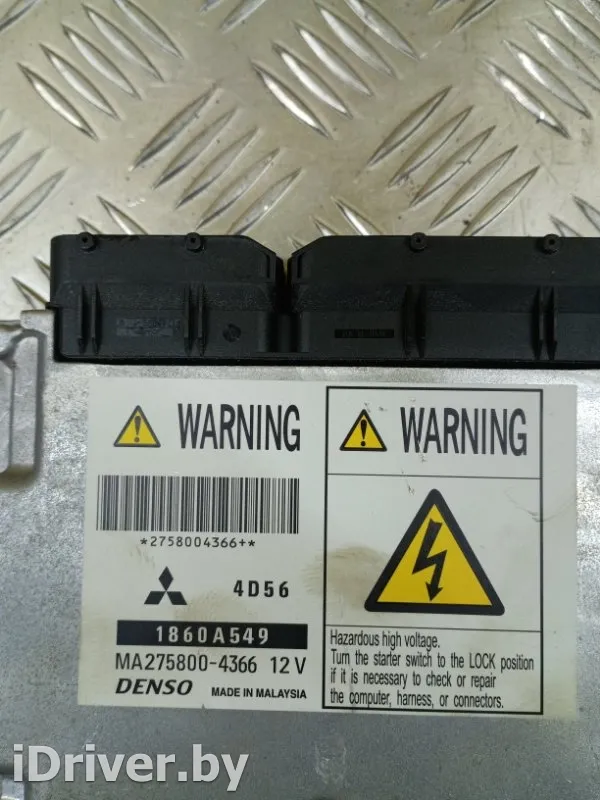 WARNING
*2758004366+*
4D56
1860A549
MA275800-4366 12V
DENSO MADE IN MALAYSIA
WARNING
Hazardous high voltage.
Turn the starter switch to the LOCK position
if it is necessary to check or repair
the computer, harness, or connectors.
iDriver.by